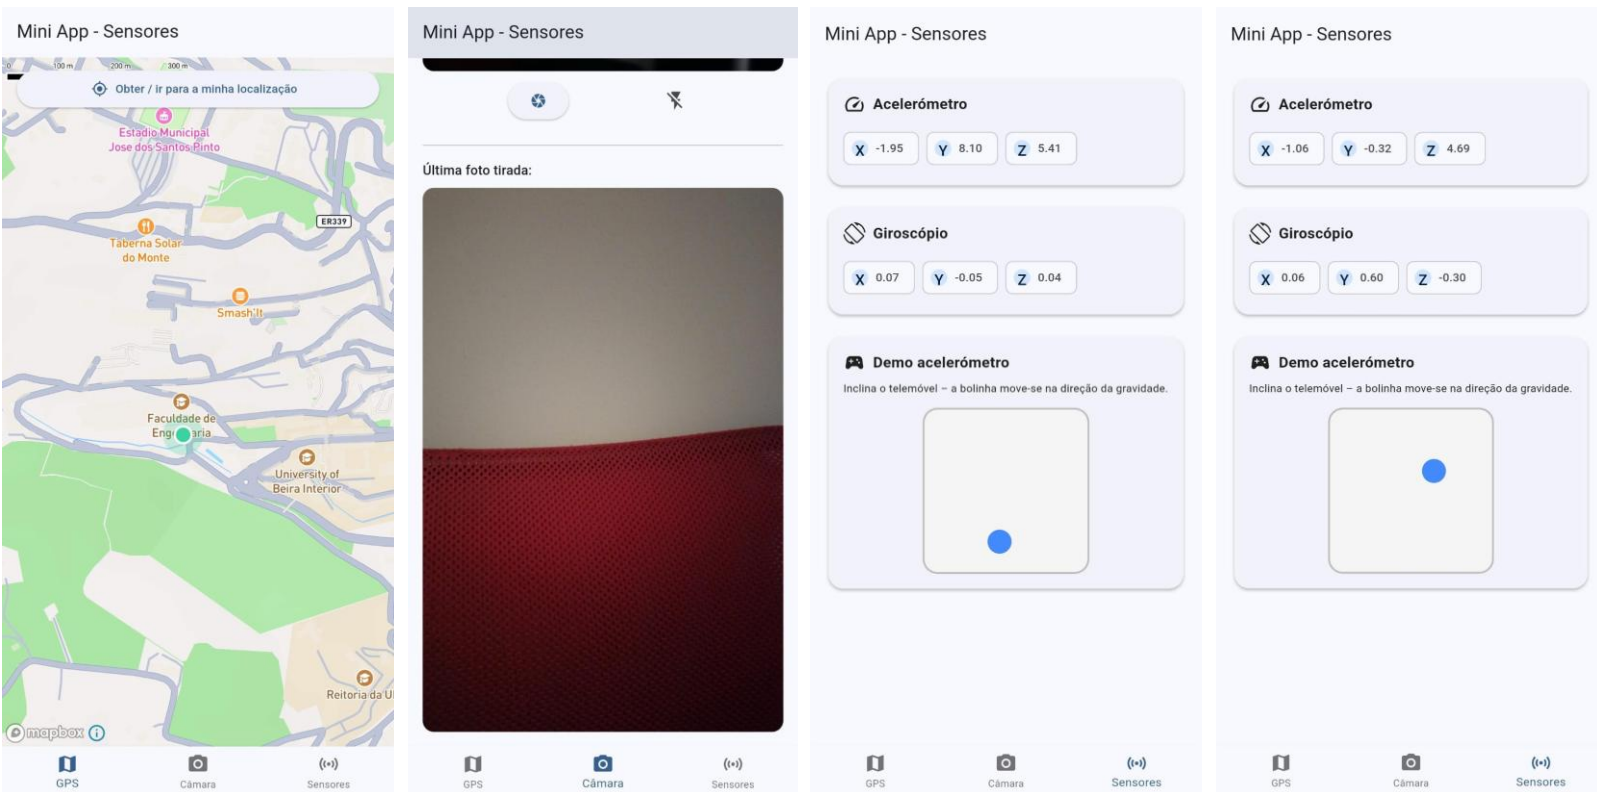 Mini App - Sensores
0 100 m 200 m 300 m
Obter / ir para a minha localização
Estadio Municipal
Jose dos Santos Pinto
ER339
Taberna Solar
do Monte
Smash'It
Faculdade de
University of
Beira Interior
Reitoria da U
mapbox
GPS
Câmara
Sensores
Mini App - Sensores
Última foto tirada:
GPS
Câmara
Sensores
Mini App - Sensores
Acelerómetro
X -1.95 Y 8.10 Z 5.41
Giroscópio
X 0.07 Y -0.05 Z 0.04
Demo acelerómetro
Inclina o telemóvel – a bolinha move-se na direção da gravidade.
GPS
Câmara
Sensores
Mini App - Sensores
Acelerómetro
X -1.06 Y -0.32 Z 4.69
Giroscópio
X 0.06 Y 0.60 Z -0.30
Demo acelerómetro
Inclina o telemóvel – a bolinha move-se na direção da gravidade.
GPS
Câmara
Sensores